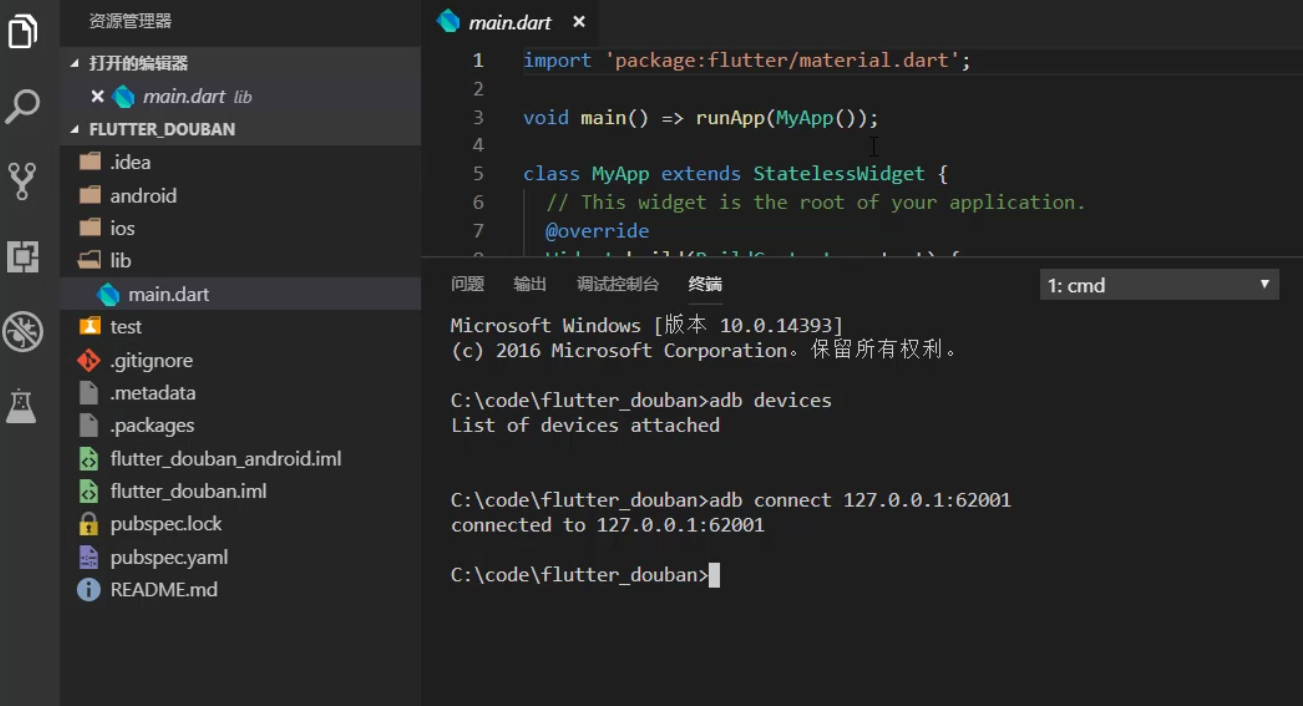 资源管理器
打开的编辑器
main.dart lib
FLUTTER_DOUBAN
.idea
android
ios
lib
main.dart
test
.gitignore
.metadata
.packages
flutter_douban_android.iml
flutter_douban.iml
pubspec.lock
pubspec.yaml
README.md
main.dart
1 import 'package:flutter/material.dart';
2
3 void main() => runApp(MyApp());
4
5 class MyApp extends StatelessWidget {
6 // This widget is the root of your application.
7 @override
问题 输出 调试控制台 终端 1: cmd
Microsoft Windows [版本 10.0.14393]
(c) 2016 Microsoft Corporation。保留所有权利。
C:\code\flutter_douban>adb devices
List of devices attached
C:\code\flutter_douban>adb connect 127.0.0.1:62001
connected to 127.0.0.1:62001
C:\code\flutter_douban>